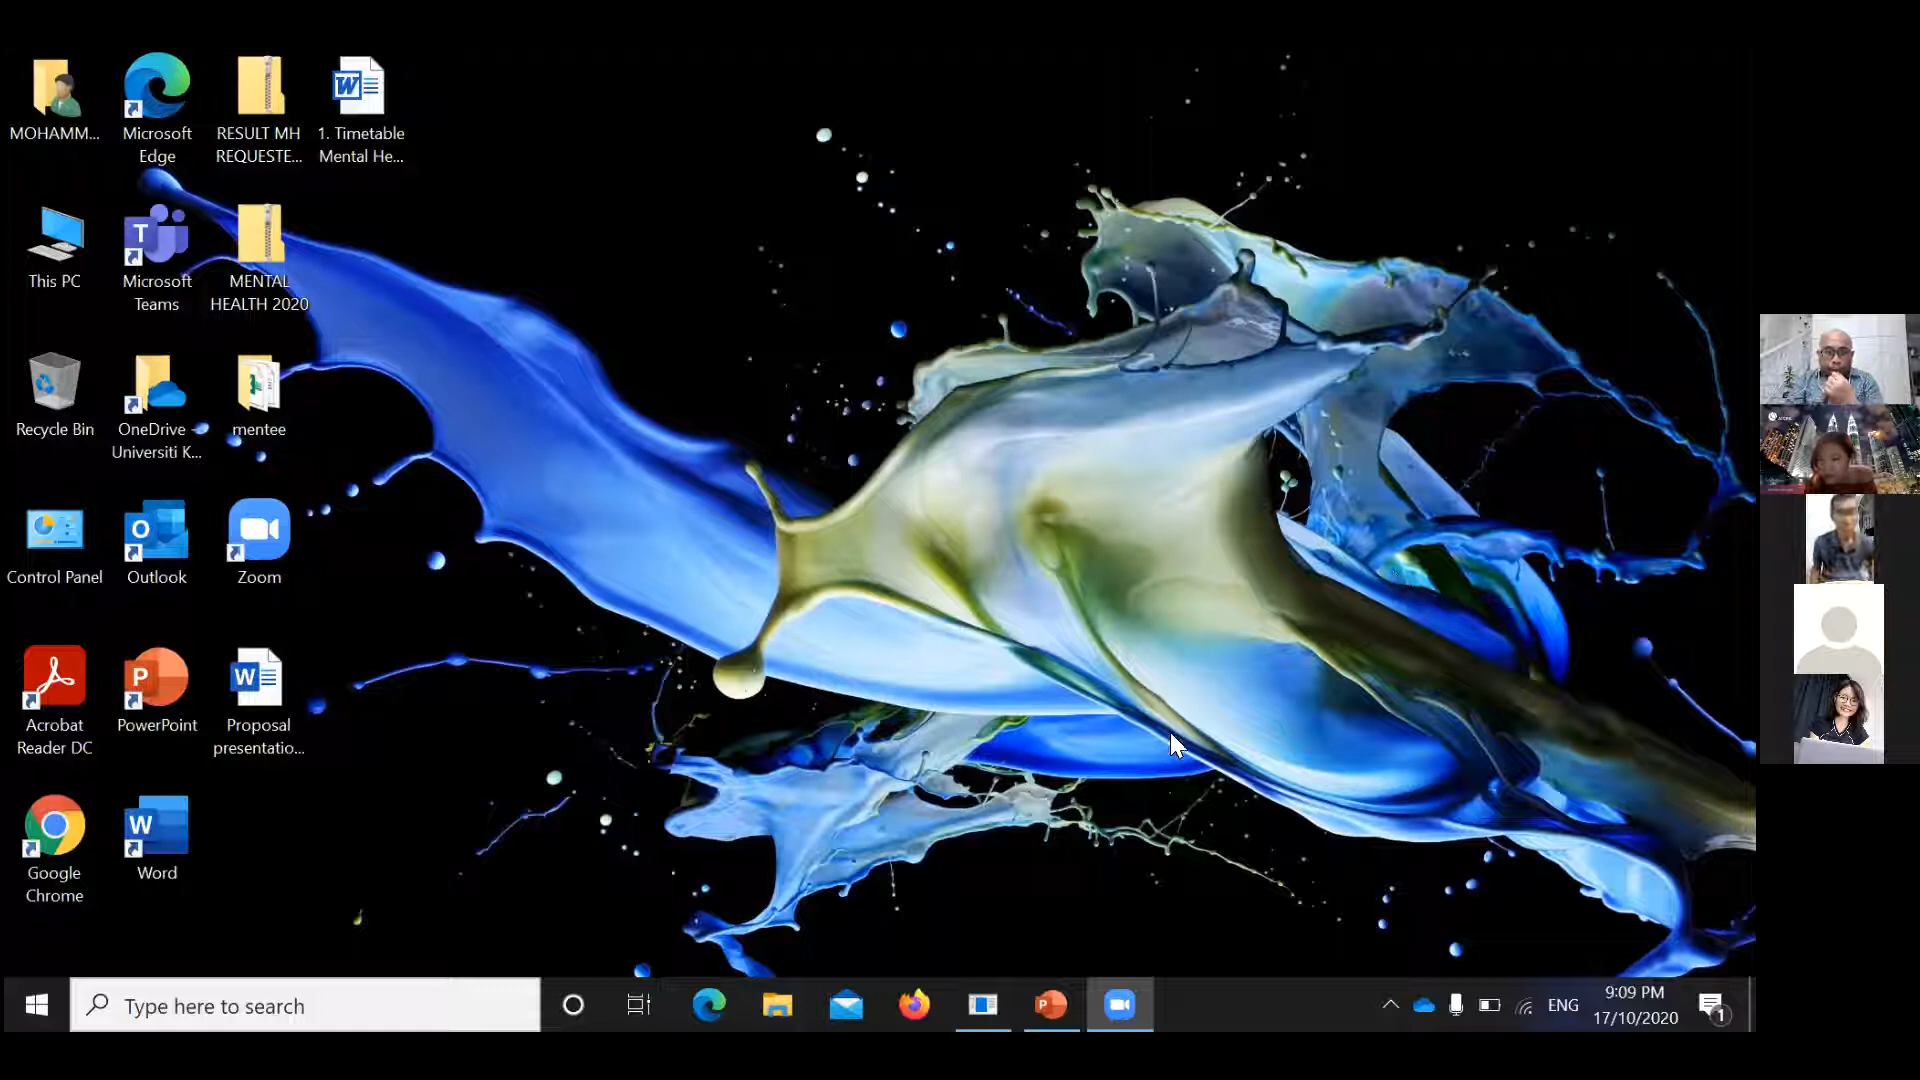 MOHAMM...
Microsoft
Edge
RESULT MH
REQUESTE...
1. Timetable
Mental He...
This PC
Microsoft
Teams
MENTAL
HEALTH 2020
Recycle Bin
OneDrive -
Universiti K...
mentee
Control Panel
Outlook
Zoom
Acrobat
Reader DC
PowerPoint
Proposal
presentatio...
Google
Chrome
Word
Type here to search
ENG
9:09 PM
17/10/2020
1